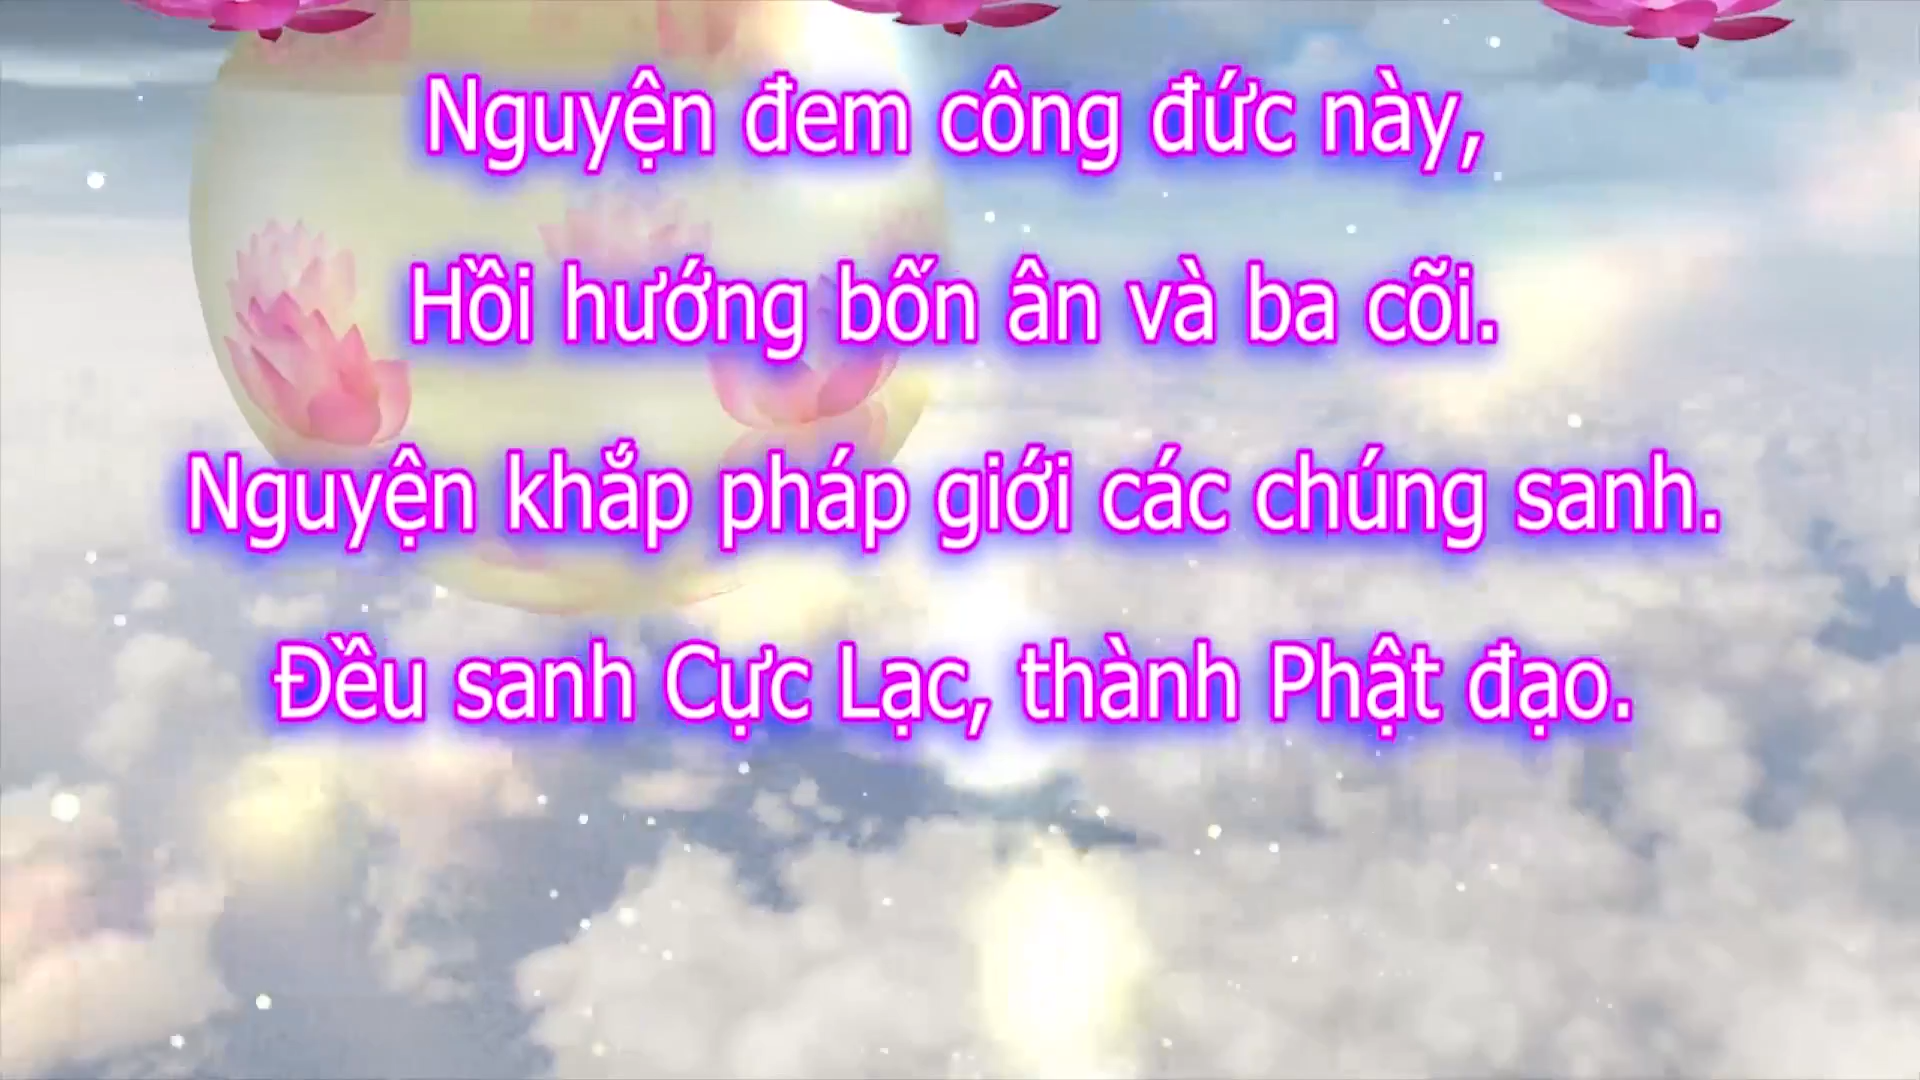 Nguyện đem công đức này,
Hồi hướng bốn ân và ba cõi.
Nguyện khắp pháp giới các chúng sanh.
Đều sanh Cực Lạc, thành Phật đạo.